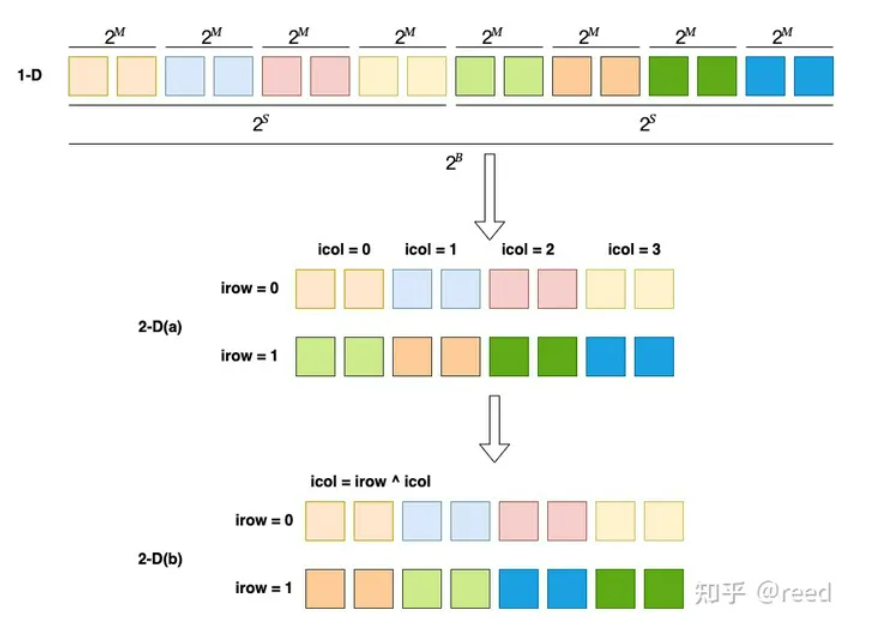 2^M 2^M 2^M 2^M 2^M 2^M 2^M 2^M
1-D
2^S 2^S
2^B
icol = 0 icol = 1 icol = 2 icol = 3
irow = 0
2-D(a)
irow = 1
icol = irow ^ icol
irow = 0
2-D(b)
irow = 1
知乎 @reed